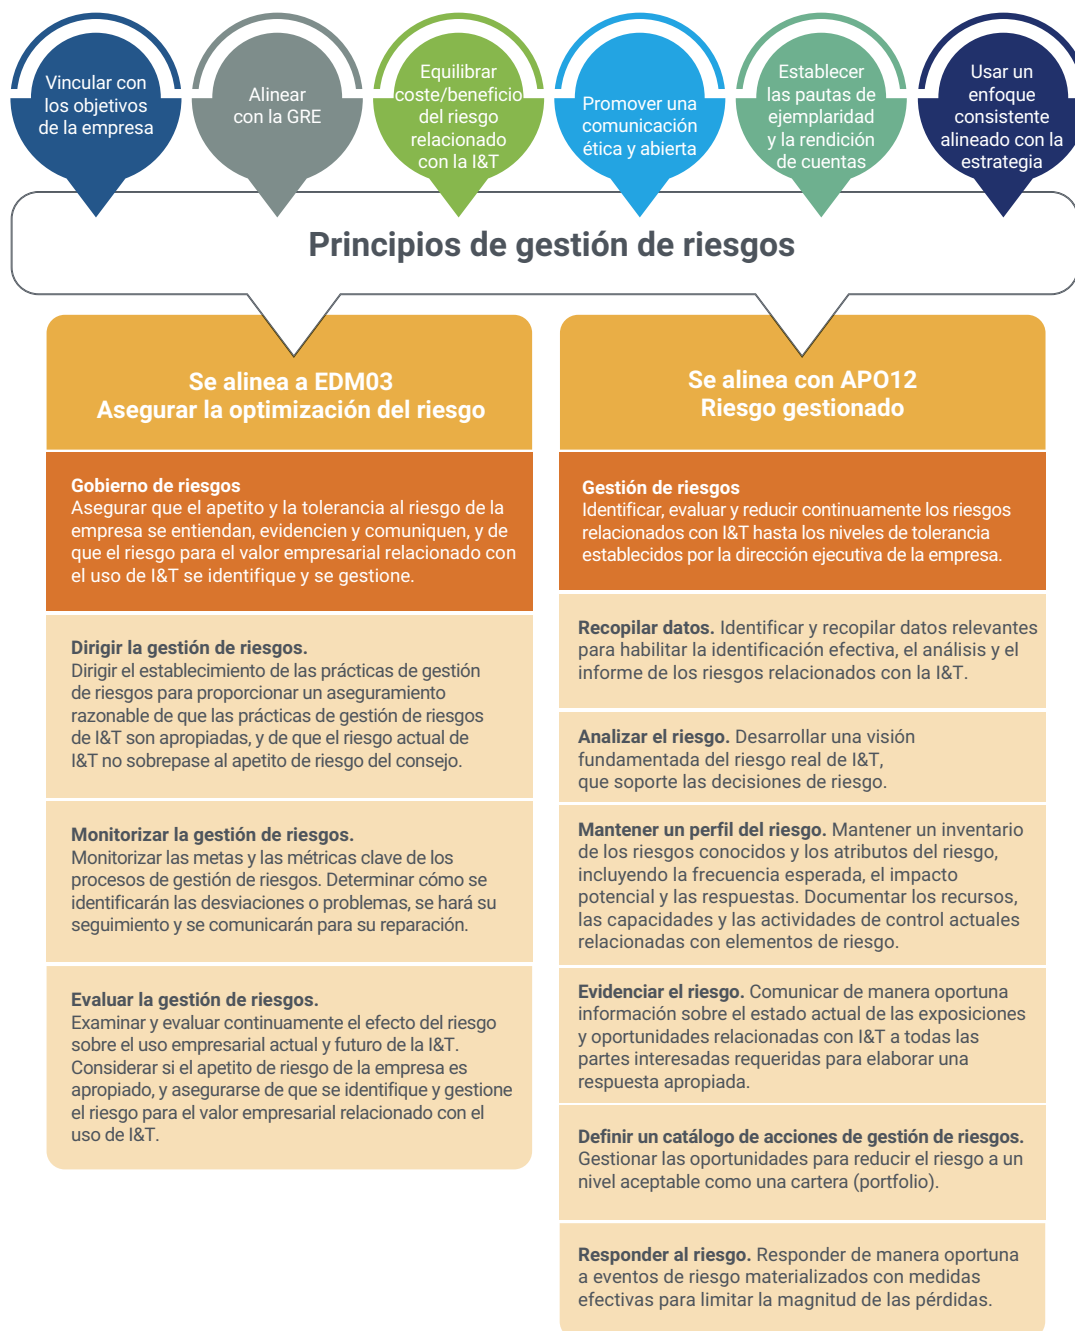 Vincular con
los objetivos
de la empresa
Alinear
con la GRE
Equilibrar
coste/beneficio
del riesgo
relacionado
con la I&T
Promover una
comunicación
ética y abierta
Establecer
las pautas de
ejemplaridad
y la rendición
de cuentas
Usar un
enfoque
consistente
alineado con la
estrategia
Principios de gestión de riesgos
Se alinea a EDM03
Asegurar la optimización del riesgo
Gobierno de riesgos
Asegurar que el apetito y la tolerancia al riesgo de la
empresa se entiendan, evidencien y comuniquen, y de
que el riesgo para el valor empresarial relacionado con
el uso de I&T se identifique y se gestione.
Dirigir la gestión de riesgos.
Dirigir el establecimiento de las prácticas de gestión
de riesgos para proporcionar un aseguramiento
razonable de que las prácticas de gestión de riesgos
de I&T son apropiadas, y de que el riesgo actual de
I&T no sobrepase al apetito de riesgo del consejo.
Monitorizar la gestión de riesgos.
Monitorizar las metas y las métricas clave de los
procesos de gestión de riesgos. Determinar cómo se
identificarán las desviaciones o problemas, se hará su
seguimiento y se comunicarán para su reparación.
Evaluar la gestión de riesgos.
Examinar y evaluar continuamente el efecto del riesgo
sobre el uso empresarial actual y futuro de la I&T.
Considerar si el apetito de riesgo de la empresa es
apropiado, y asegurarse de que se identifique y gestione
el riesgo para el valor empresarial relacionado con el
uso de I&T.
Se alinea con APO12
Riesgo gestionado
Gestión de riesgos
Identificar, evaluar y reducir continuamente los riesgos
relacionados con I&T hasta los niveles de tolerancia
establecidos por la dirección ejecutiva de la empresa.
Recopilar datos. Identificar y recopilar datos relevantes
para habilitar la identificación efectiva, el análisis y el
informe de los riesgos relacionados con la I&T.
Analizar el riesgo. Desarrollar una visión
fundamentada del riesgo real de I&T,
que soporte las decisiones de riesgo.
Mantener un perfil del riesgo. Mantener un inventario
de los riesgos conocidos y los atributos del riesgo,
incluyendo la frecuencia esperada, el impacto
potencial y las respuestas. Documentar los recursos,
las capacidades y las actividades de control actuales
relacionadas con elementos de riesgo.
Evidenciar el riesgo. Comunicar de manera oportuna
información sobre el estado actual de las exposiciones
y oportunidades relacionadas con I&T a todas las
partes interesadas requeridas para elaborar una
respuesta apropiada.
Definir un catálogo de acciones de gestión de riesgos.
Gestionar las oportunidades para reducir el riesgo a un
nivel aceptable como una cartera (portfolio).
Responder al riesgo. Responder de manera oportuna
a eventos de riesgo materializados con medidas
efectivas para limitar la magnitud de las pérdidas.